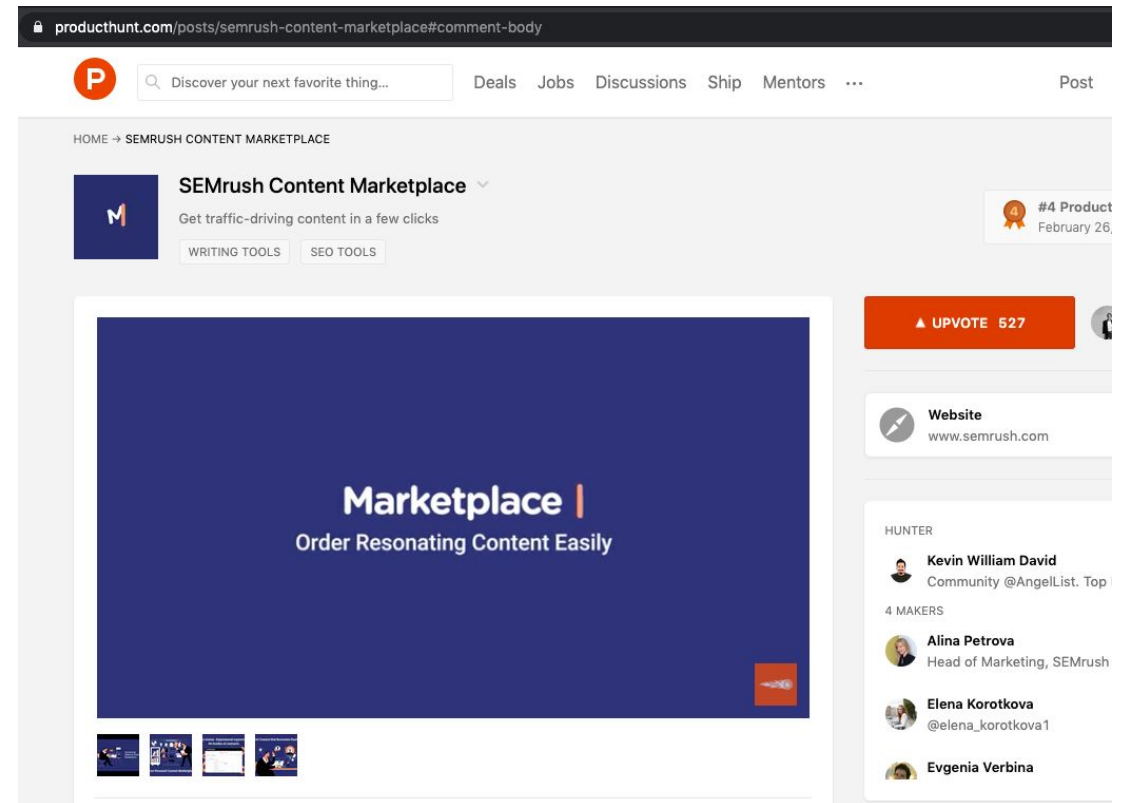 producthunt.com/posts/semrush-content-marketplace#comment-body
P
Discover your next favorite thing...
Deals Jobs Discussions Ship Mentors ···
Post
HOME → SEMRUSH CONTENT MARKETPLACE
M
SEMrush Content Marketplace
Get traffic-driving content in a few clicks
WRITING TOOLS SEO TOOLS
4
#4 Product
February 26,
Marketplace |
Order Resonating Content Easily
▲ UPVOTE 527
Website
www.semrush.com
HUNTER
Kevin William David
Community @AngelList. Top
4 MAKERS
Alina Petrova
Head of Marketing, SEMrush
Elena Korotkova
@elena_korotkova1
Evgenia Verbina